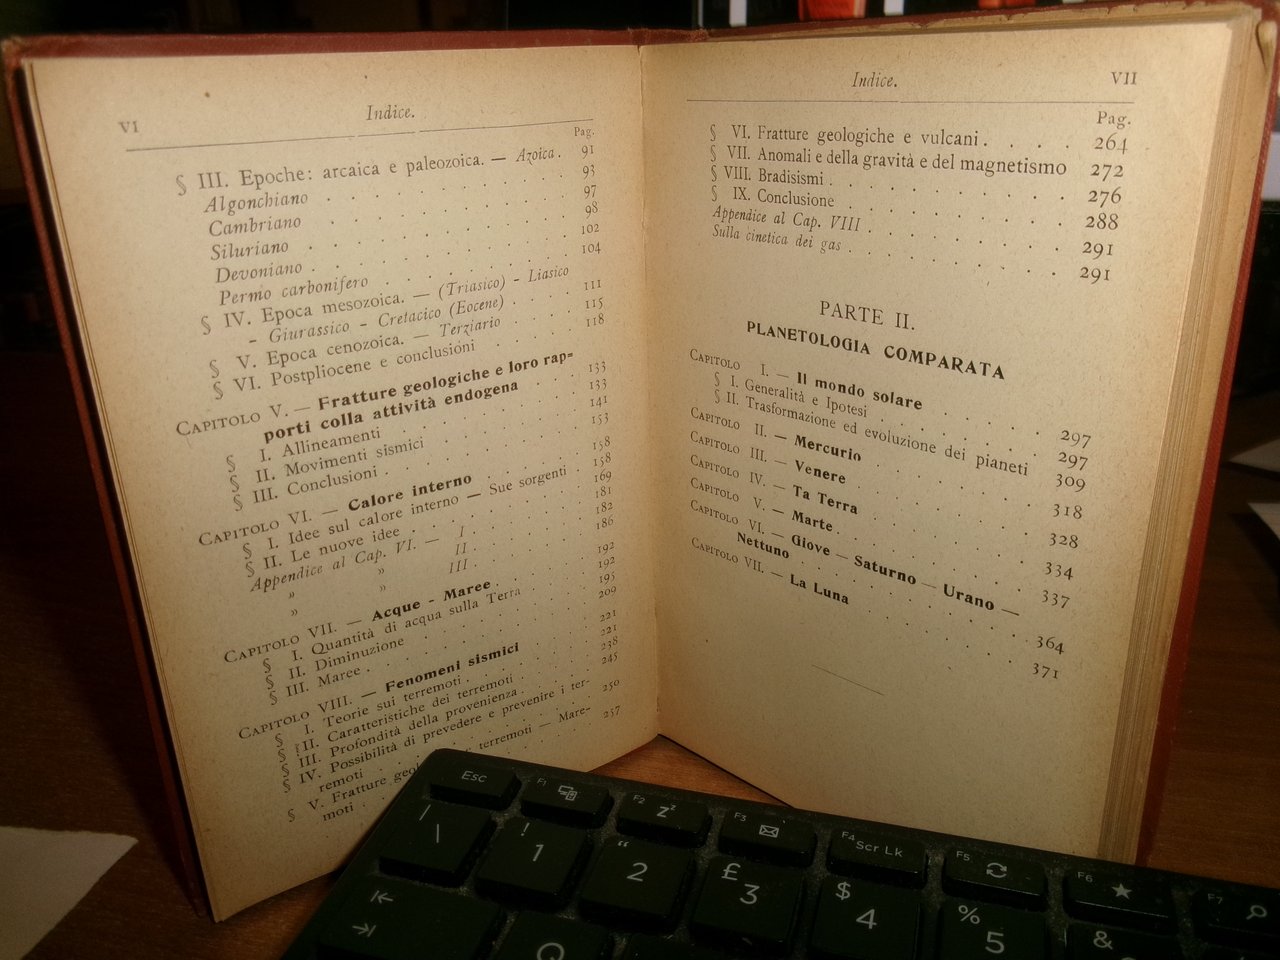 VI
Indice.
Pag.
§ III. Epoche: arcaica e paleozoica. — Azoica. 91
Algonchiano . . . . . . . 93
Cambriano . . . . . . . 97
Siluriano . . . . . . . 98
Devoniano . . . . . . . 102
Permo carbonifero . . . . . . 104
§ IV. Epoca mesozoica. — (Triasico) - Liasico
- Giurassico - Cretacico (Eocene) . . . 111
§ V. Epoca cenozoica. — Terziario . . . 115
§ VI. Postpliocene e conclusioni . . . 118
CAPITOLO V. — Fratture geologiche e loro rap-
porti colla attività endogena . . . 133
§ I. Allineamenti . . . . . . 133
§ II. Movimenti sismici . . . . . 141
§ III. Conclusioni . . . . . . 153
CAPITOLO VI. — Calore interno . . . . 158
§ I. Idee sul calore interno — Sue sorgenti . 158
§ II. Le nuove idee . . . . . . 169
Appendice al Cap. VI. — I . . . . 181
» » II . . . . 182
» » III . . . . 186
CAPITOLO VII. — Acque - Maree . . . . 192
§ I. Quantità di acqua sulla Terra . . . 192
§ II. Diminuzione . . . . . . 195
§ III. Maree . . . . . . . 209
CAPITOLO VIII. — Fenomeni sismici . . . 221
§ I. Teorie sui terremoti . . . . . 221
§ II. Caratteristiche dei terremoti . . . 238
§ III. Profondità della provenienza . . . 245
§ IV. Possibilità di prevedere e prevenire i ter-
remoti . . . . 250
§ V. Fratture geo terremoti — Mare-
moti . . . 257
Indice.
VII
Pag.
§ VI. Fratture geologiche e vulcani . . . . 264
§ VII. Anomali e della gravità e del magnetismo 272
§ VIII. Bradisismi . . . . . . . 276
§ IX. Conclusione . . . . . . 288
Appendice al Cap. VIII . . . . . . 291
Sulla cinetica dei gas . . . . . . 291
PARTE II.
PLANETOLOGIA COMPARATA
CAPITOLO I. — Il mondo solare . . . . 297
§ I. Generalità e Ipotesi . . . . . 297
§ II. Trasformazione ed evoluzione dei pianeti 309
CAPITOLO II. — Mercurio . . . . . 318
CAPITOLO III. — Venere . . . . . 328
CAPITOLO IV. — Ta Terra . . . . . 334
CAPITOLO V. — Marte . . . . . . 337
CAPITOLO VI. — Giove — Saturno — Urano —
Nettuno . . . . . . 364
CAPITOLO VII. — La Luna . . . . . 371
Esc F1 F2 zzz F3 F4 Scr Lk F5 F6 F7
| \ ! 1 “ 2 £ 3 $ 4 % 5 &
Q